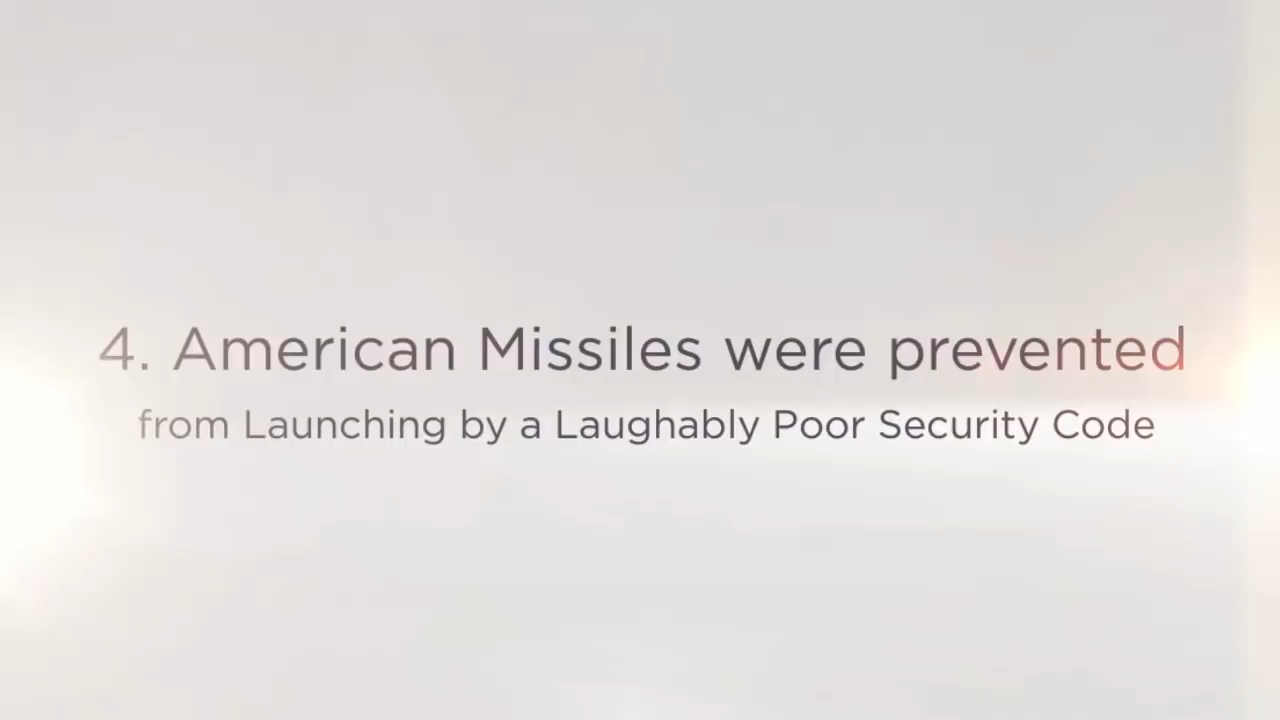 4. American Missiles were prevented
from Launching by a Laughably Poor Security Code